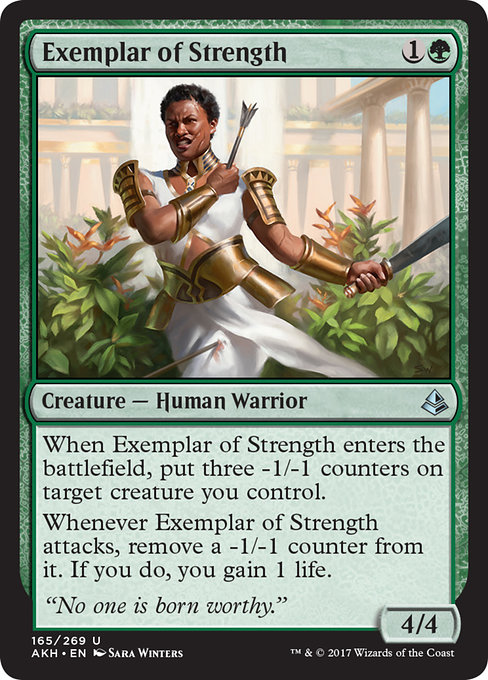 Exemplar of Strength 1
Creature — Human Warrior
When Exemplar of Strength enters the
battlefield, put three -1/-1 counters on
target creature you control.
Whenever Exemplar of Strength
attacks, remove a -1/-1 counter from
it. If you do, you gain 1 life.
“No one is born worthy.”
4/4
165/269 U
AKH • EN Sara Winters
™ & © 2017 Wizards of the Coast